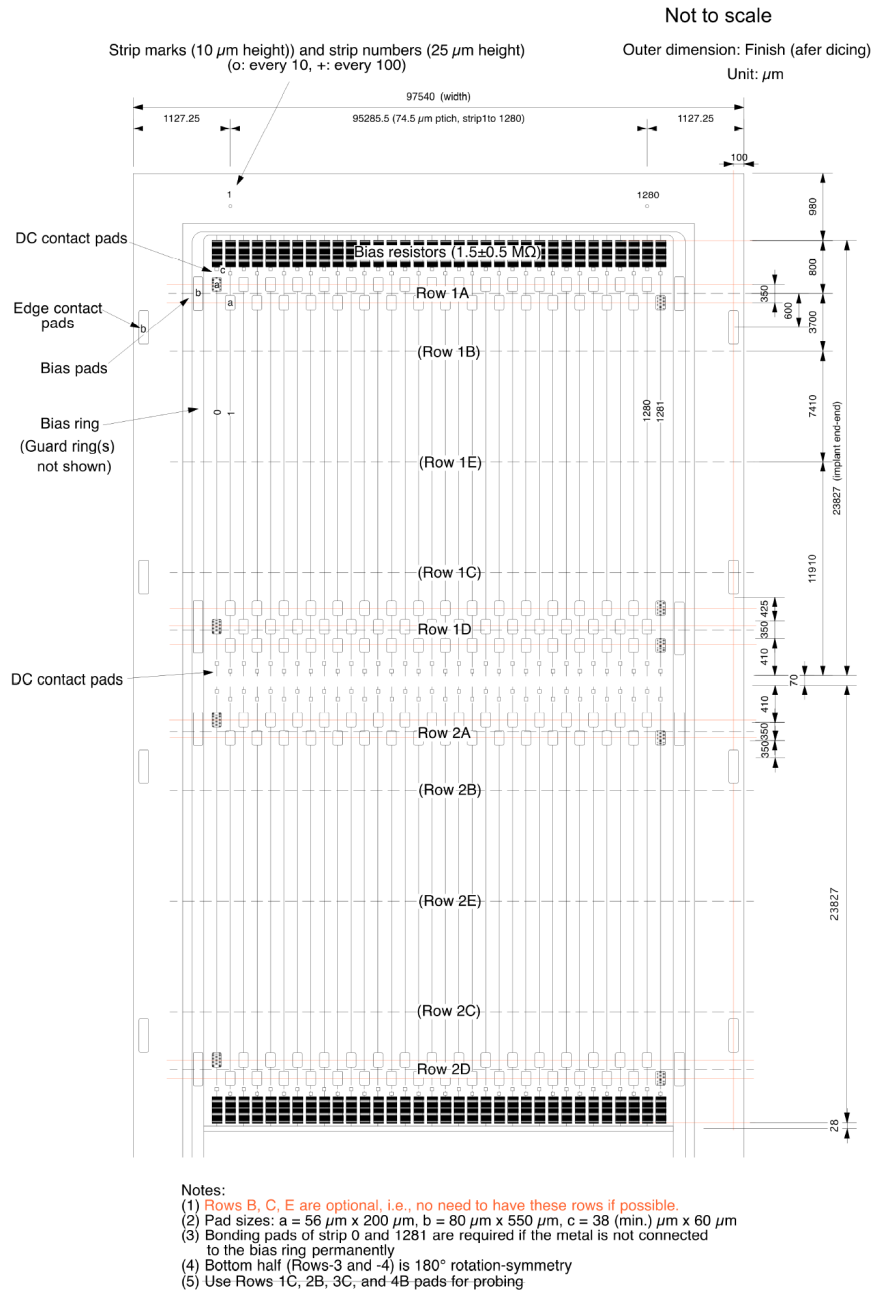 Not to scale
Strip marks (10 µm height)) and strip numbers (25 µm height)
(o: every 10, +: every 100)
Outer dimension: Finish (afer dicing)
Unit: µm
97540 (width)
1127.25
95285.5 (74.5 µm ptich, strip1to 1280)
1127.25
100
1
1280
980
DC contact pads
Bias resistors (1.5±0.5 MΩ)
c
a
800
b
Row 1A
350
a
Edge contact
pads
b
600
3700
(Row 1B)
Bias pads
Bias ring
0
1
1280
1281
7410
(Guard ring(s)
not shown)
(Row 1E)
23827 (implant end-end)
(Row 1C)
11910
425
350
Row 1D
410
DC contact pads
70
410
Row 2A
350
350
(Row 2B)
(Row 2E)
23827
(Row 2C)
Row 2D
28
Notes:
(1) Rows B, C, E are optional, i.e., no need to have these rows if possible.
(2) Pad sizes: a = 56 µm x 200 µm, b = 80 µm x 550 µm, c = 38 (min.) µm x 60 µm
(3) Bonding pads of strip 0 and 1281 are required if the metal is not connected
to the bias ring permanently
(4) Bottom half (Rows-3 and -4) is 180° rotation-symmetry
(5) Use Rows 1C, 2B, 3C, and 4B pads for probing